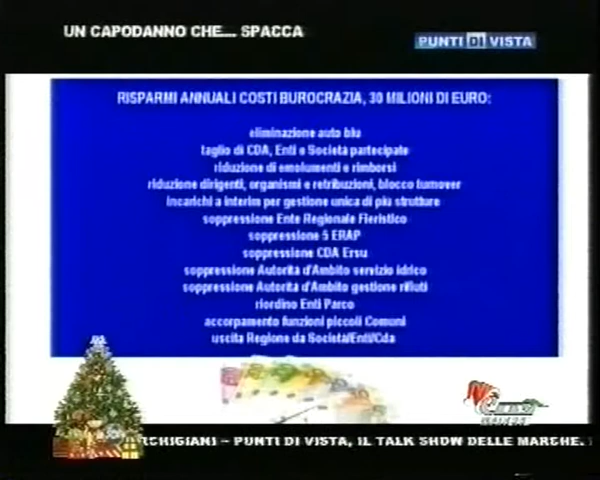 UN CAPODANNO CHE... SPACCA
PUNTI DI VISTA
RISPARMI ANNUALI COSTI BUROCRAZIA, 30 MILIONI DI EURO:
eliminazione auto blu
taglio di CDA, Enti e Società partecipate
riduzione di emolumenti e rimborsi
riduzione dirigenti, organismi e retribuzioni, blocco turnover
incarichi a interim per gestione unica di più strutture
soppressione Ente Regionale Fieristico
soppressione 5 ERAP
soppressione CDA Ersu
soppressione Autorità d'Ambito servizio idrico
soppressione Autorità d'Ambito gestione rifiuti
riordino Enti Parco
accorpamento funzioni piccoli Comuni
uscita Regione da Società/Enti/Cda
RCHIGIANI – PUNTI DI VISTA, IL TALK SHOW DELLE MARCHE.